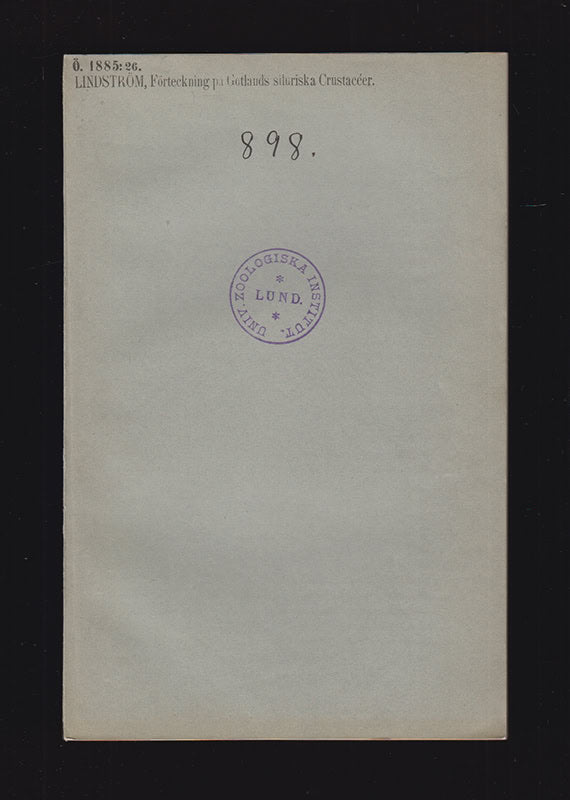 Ö. 1885: 26.
LINDSTRÖM, Förteckning på Gotlands siluriska Crustacéer.
898.
UNIV. ZOOLOGISKA INSTITUT.
LUND.